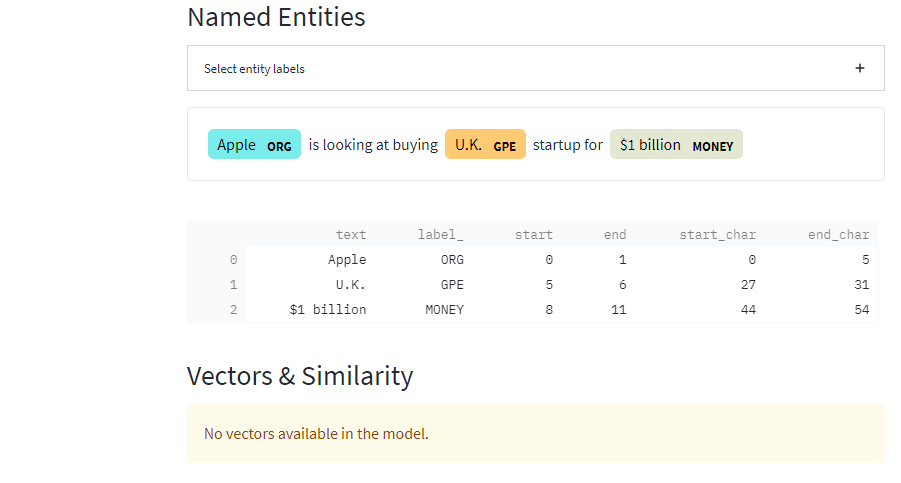 Named Entities
Select entity labels +
Apple ORG is looking at buying U.K. GPE startup for $1 billion MONEY
text label_ start end start_char end_char
0 Apple ORG 0 1 0 5
1 U.K. GPE 5 6 27 31
2 $1 billion MONEY 8 11 44 54
Vectors & Similarity
No vectors available in the model.